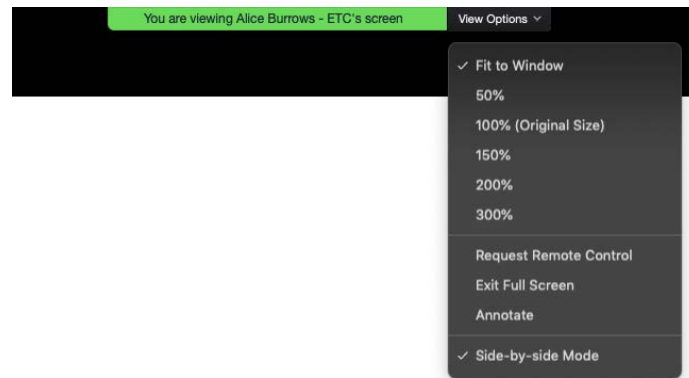 You are viewing Alice Burrows - ETC's screen
View Options
Fit to Window
50%
100% (Original Size)
150%
200%
300%
Request Remote Control
Exit Full Screen
Annotate
Side-by-side Mode